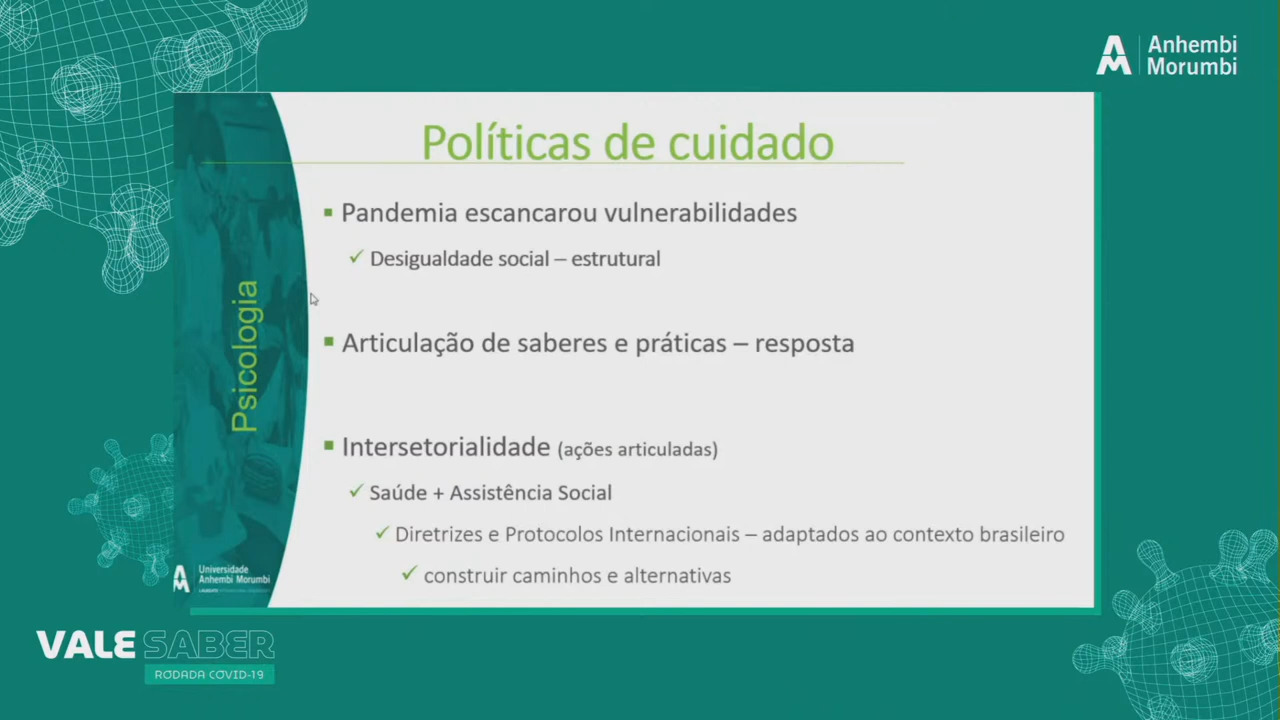 Anhembi
Morumbi
Políticas de cuidado
Pandemia escancarou vulnerabilidades
Desigualdade social – estrutural
Psicologia
Articulação de saberes e práticas – resposta
Intersetorialidade (ações articuladas)
Saúde + Assistência Social
Diretrizes e Protocolos Internacionais – adaptados ao contexto brasileiro
construir caminhos e alternativas
Universidade
Anhembi Morumbi
VALE SABER
RODADA COVID-19